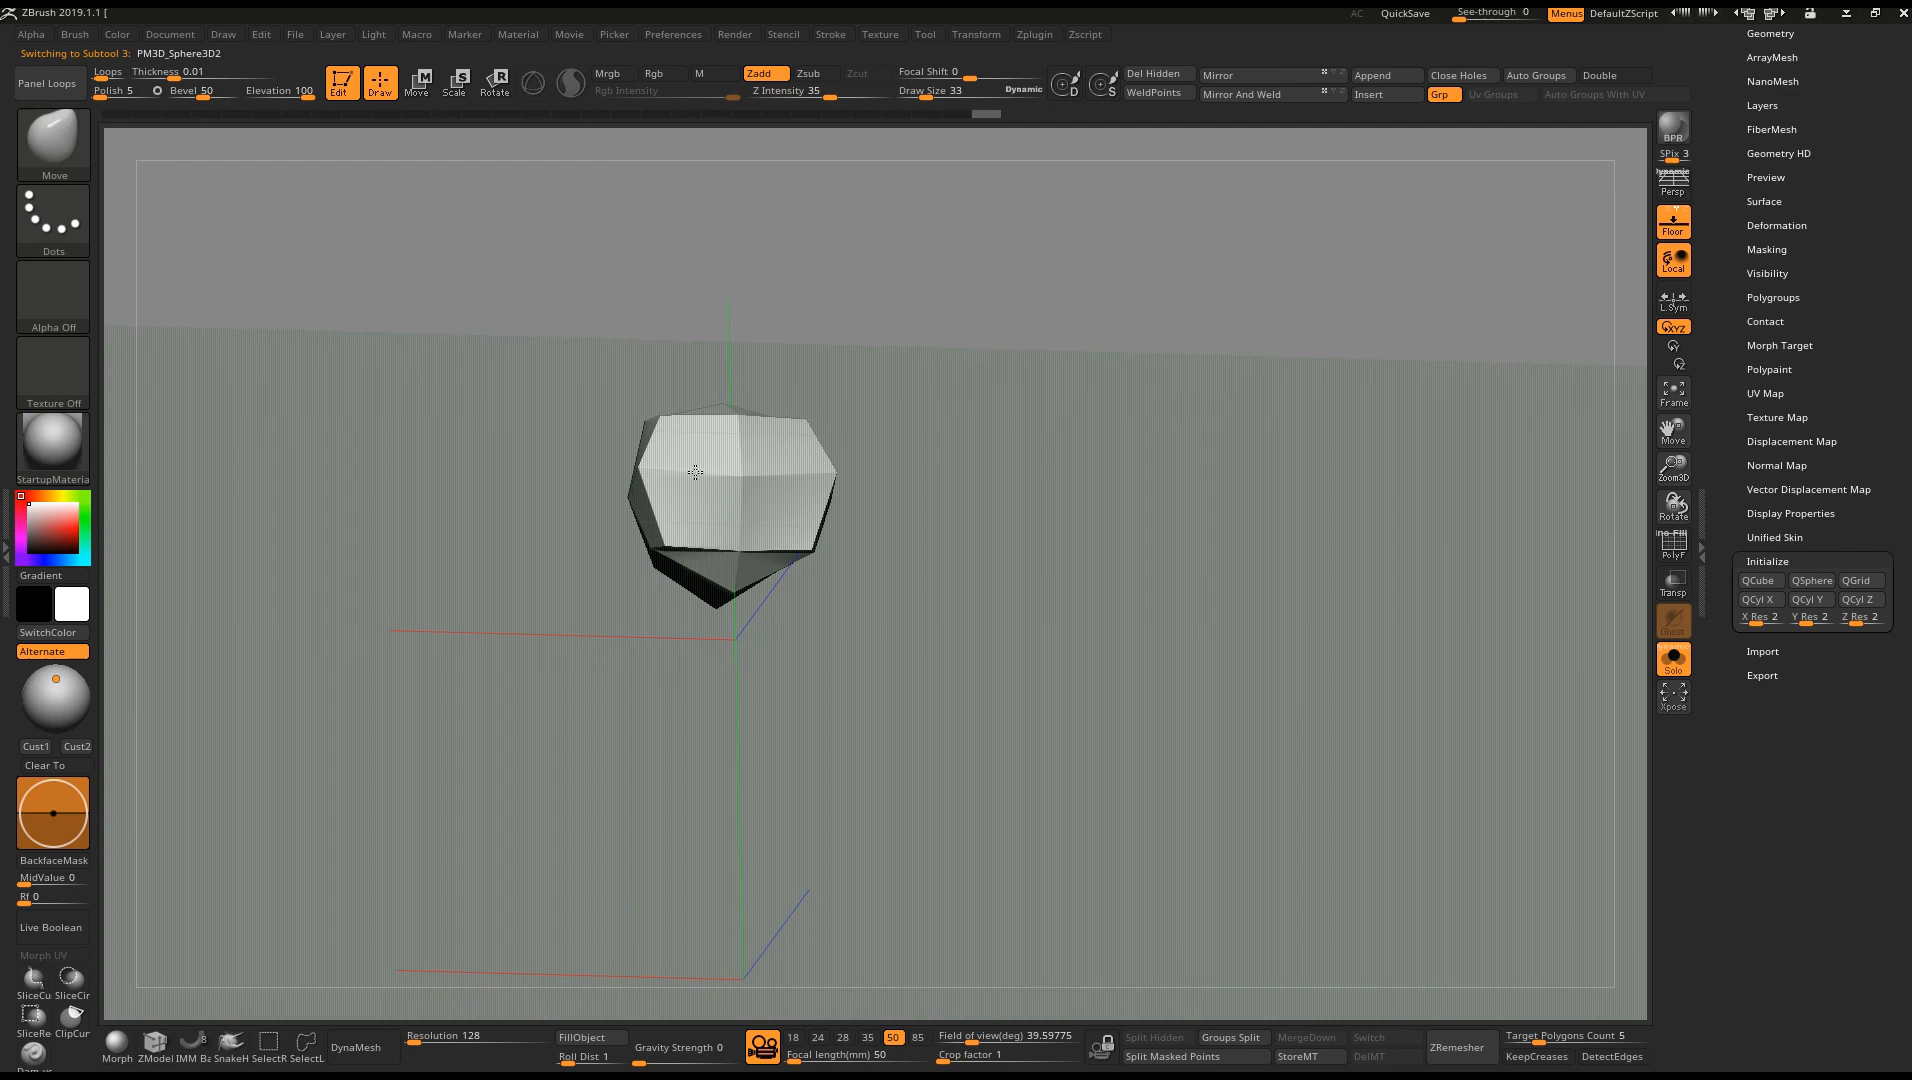 ZBrush 2019.1.1 [
AC QuickSave See-through 0 Menus DefaultZScript
Alpha Brush Color Document Draw Edit File Layer Light Macro Marker Material Movie Picker Preferences Render Stencil Stroke Texture Tool Transform Zplugin Zscript
Switching to Subtool 3: PM3D_Sphere3D2
Panel Loops
Loops Thickness 0.01
Polish 5 Bevel 50 Elevation 100
Edit Draw Move Scale Rotate
Mrgb Rgb M Zadd Zsub Zcut
Rgb Intensity Z Intensity 35
Focal Shift 0
Draw Size 33 Dynamic
D S
Del Hidden Mirror Append Close Holes Auto Groups Double
WeldPoints Mirror And Weld Insert Grp Uv Groups Auto Groups With UV
Move
Dots
Alpha Off
Texture Off
StartupMateria
Gradient
SwitchColor
Alternate
Cust1 Cust2
Clear To
BackfaceMask
MidValue 0
Rf 0
Live Boolean
Morph UV
SliceCu SliceCir
SliceRe ClipCur
BPR
SPix 3
Dynamic
Persp
Floor
Local
L.Sym
XYZ
Y
Z
Frame
Move
Zoom3D
Rotate
PolyF
Transp
Ghost
Solo
Xpose
Geometry
ArrayMesh
NanoMesh
Layers
FiberMesh
Geometry HD
Preview
Surface
Deformation
Masking
Visibility
Polygroups
Contact
Morph Target
Polypaint
UV Map
Texture Map
Displacement Map
Normal Map
Vector Displacement Map
Display Properties
Unified Skin
Initialize
QCube QSphere QGrid
QCyl X QCyl Y QCyl Z
X Res 2 Y Res 2 Z Res 2
Import
Export
Morph ZModel IMM Ba SnakeH SelectR SelectL
DynaMesh
Resolution 128
FillObject
Roll Dist 1
Gravity Strength 0
18 24 28 35 50 85
Focal length(mm) 50
Field of view(deg) 39.59775
Crop factor 1
Split Hidden Groups Split MergeDown Switch
Split Masked Points StoreMT DelMT
ZRemesher
Target Polygons Count 5
KeepCreases DetectEdges